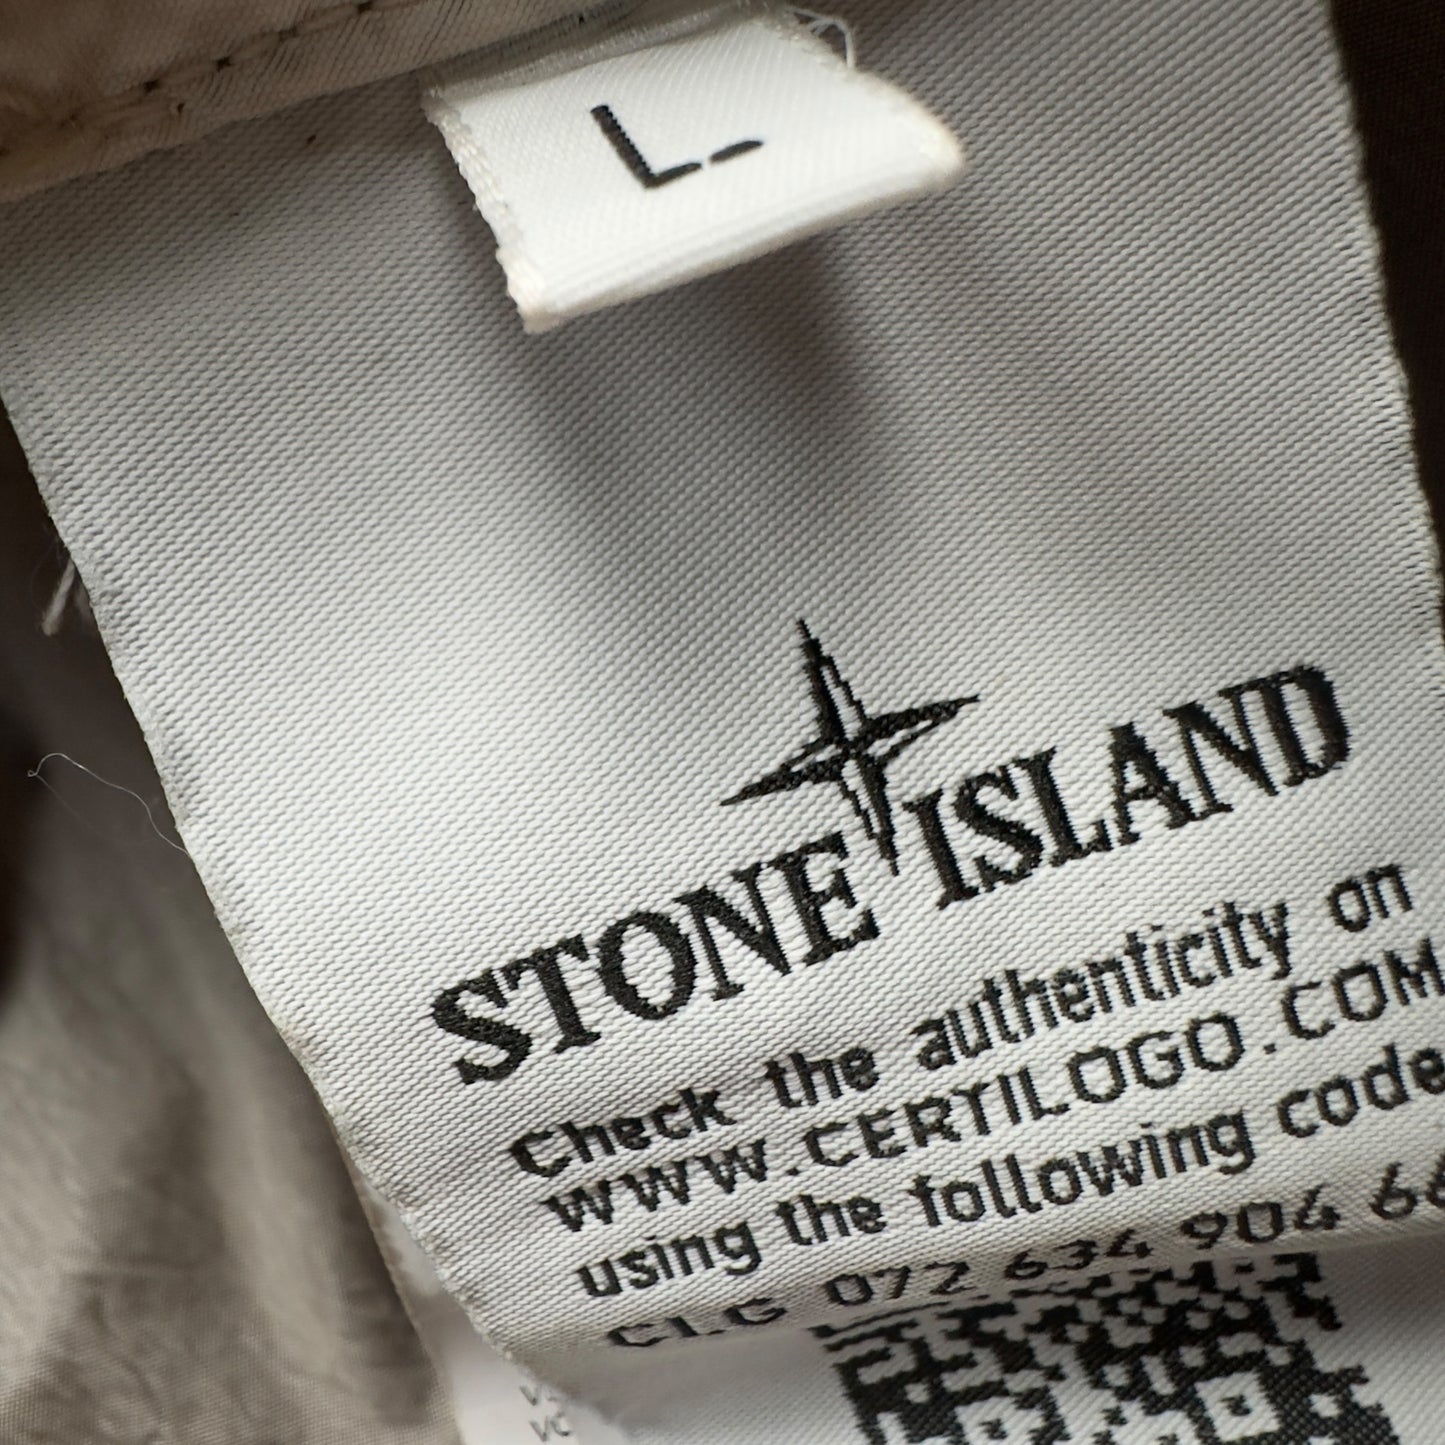 L
STONE ISLAND
Check the authenticity on
WWW.CERTILOGO.COM
using the following code
CLG 072 634 904